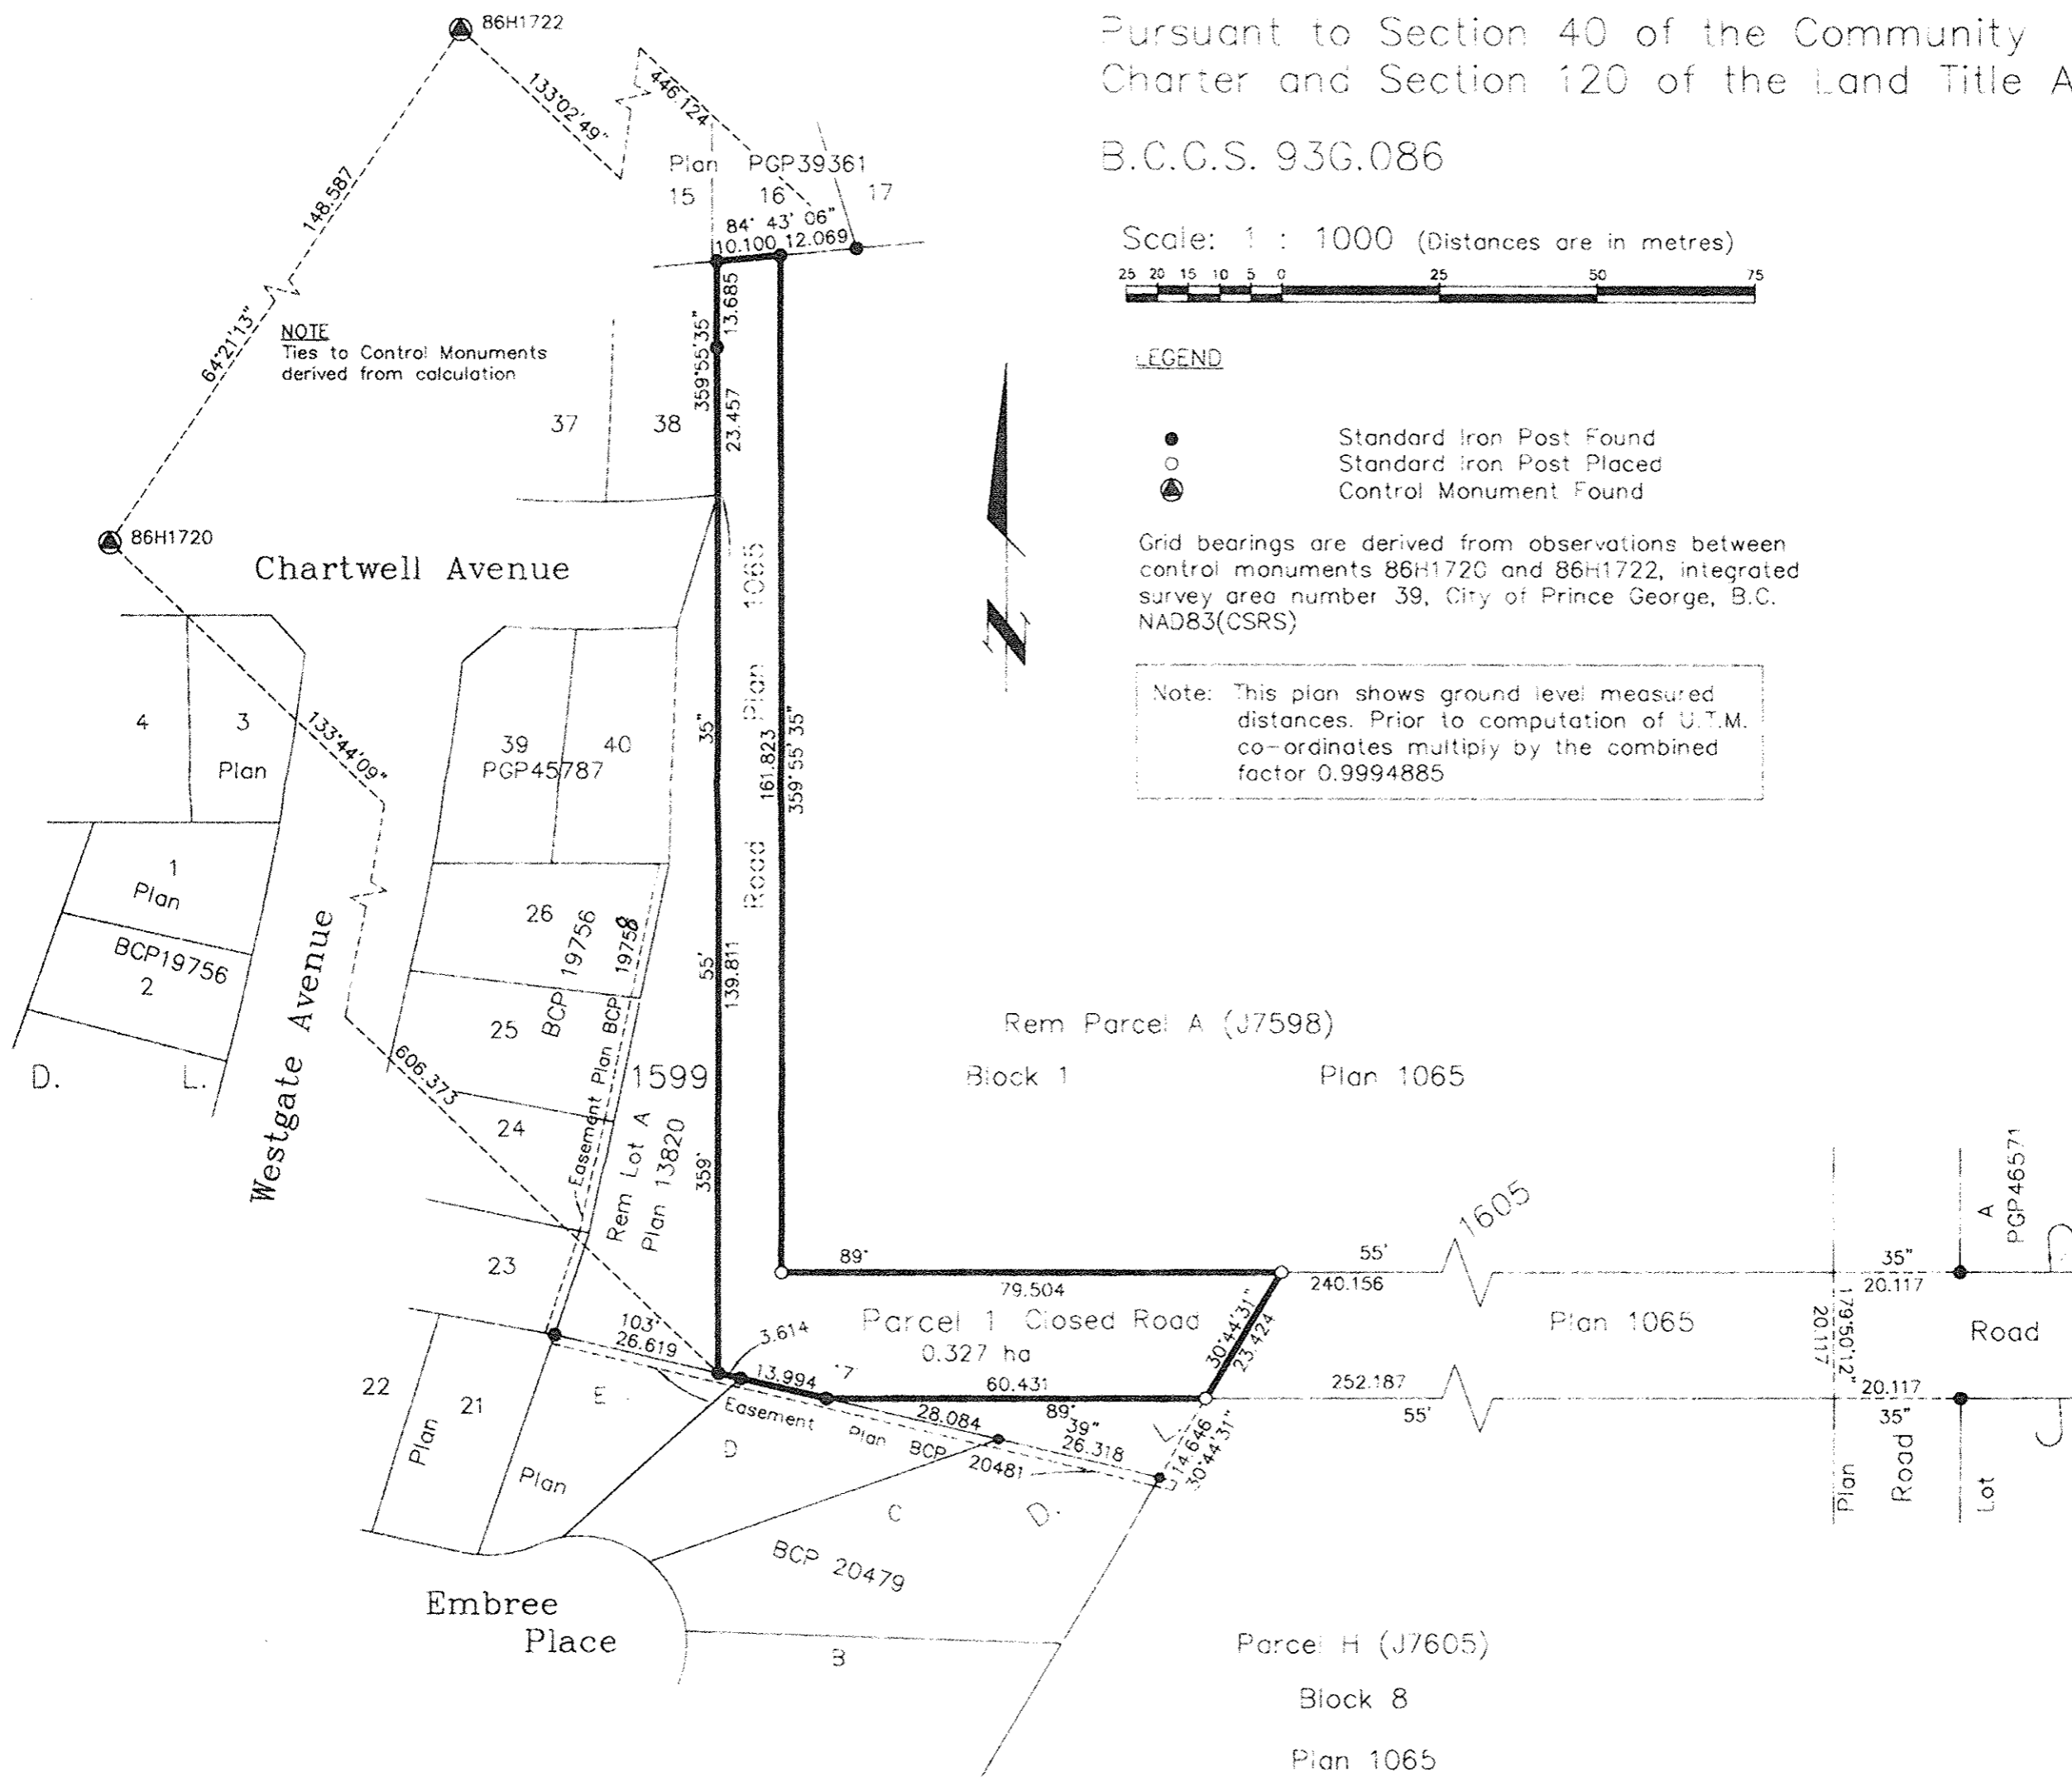 Pursuant to Section 40 of the Community
Charter and Section 120 of the Land Title A
B.C.G.S. 93G.086
Scale: 1 : 1000 (Distances are in metres)
25 20 15 10 5 0 25 50 75
LEGEND
Standard Iron Post Found
Standard Iron Post Placed
Control Monument Found
Grid bearings are derived from observations between
control monuments 86H1720 and 86H1722, integrated
survey area number 39, City of Prince George, B.C.
NAD83(CSRS)
Note: This plan shows ground level measured
distances. Prior to computation of U.T.M.
co-ordinates multiply by the combined
factor 0.9994885
86H1722
133°02'49"
446.124
148.587
64°21'13"
NOTE
Ties to Control Monuments
derived from calculation
86H1720
Plan PGP39361
15 16 17
84° 43' 06"
10.100 12.069
13.685
359°55'35"
23.457
37 38
Chartwell Avenue
4 3
Plan
133°44'09"
39 40
PGP45787
35"
Road Plan 1065
161.823
359° 55' 35"
1
Plan
BCP19756
2
Westgate Avenue
26
BCP 19756
Easement Plan BCP 19758
25
55'
139.811
D. L. 1599
606.373
24
Rem Lot A
Plan 13820
359°
23
Rem Parcel A (J7598)
Block 1 Plan 1065
1605
A
PGP46571
89° 55' 35"
79.504 240.156 20.117
Parcel 1 Closed Road
0.327 ha
30°44'31"
23.424
Plan 1065
179°50'12"
20.117
Road
103°
26.619
3.614
13.994 '7'
60.431 252.187 20.117
89° 55' 35"
28.084
39"
26.318
14.646
30°44'31"
Easement Plan BCP
20481
22 21
Plan
E
Plan
D
C
D.
L
BCP 20479
Plan
Road
Lot
Embree
Place
B
Parcel H (J7605)
Block 8
Plan 1065